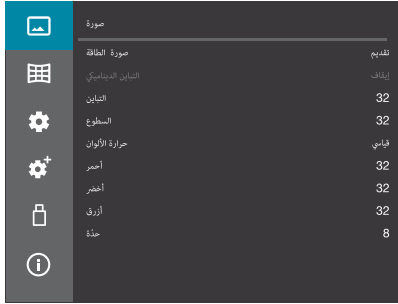 صورة
صورة الطاقة تقديم
التباين الديناميكي إيقاف
التباين 32
السطوع 32
حرارة الألوان قياسي
أحمر 32
أخضر 32
أزرق 32
حدّة 8